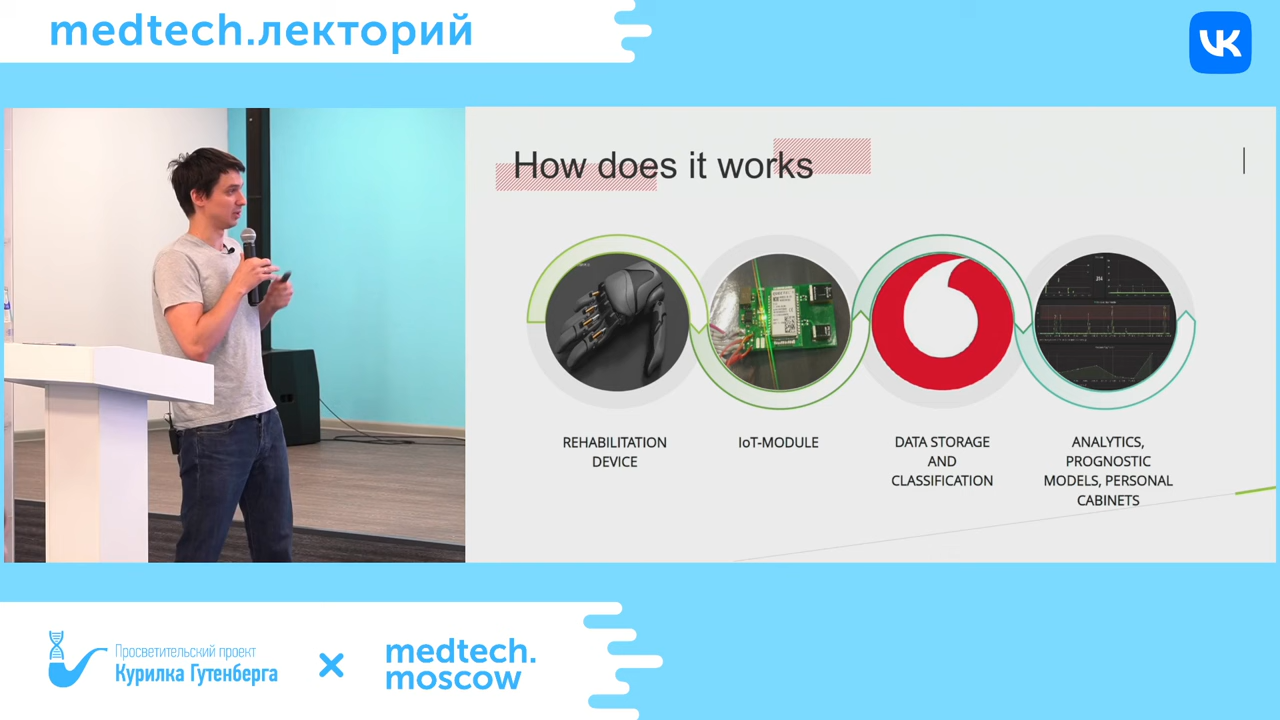 medtech.лекторий
VK
How does it works
REHABILITATION
DEVICE
IoT-MODULE
DATA STORAGE
AND
CLASSIFICATION
ANALYTICS,
PROGNOSTIC
MODELS, PERSONAL
CABINETS
Просветительский проект
Курилка Гутенберга
medtech.
moscow